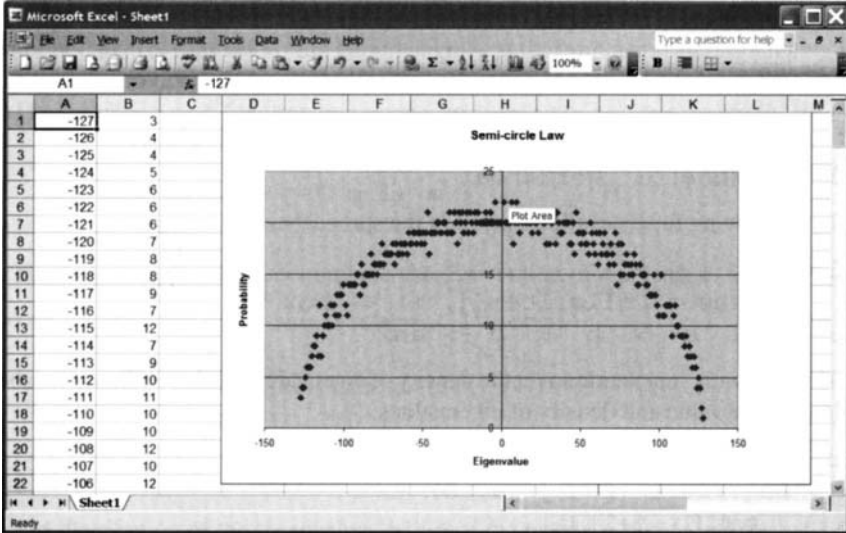 Microsoft Excel - Sheet1
File Edit View Insert Format Tools Data Window Help Type a question for help
100%
A1 -127
A B C D E F G H I J K L M
1 -127 3
2 -126 4
3 -125 4
4 -124 5
5 -123 6
6 -122 6
7 -121 6
8 -120 7
9 -119 8
10 -118 8
11 -117 9
12 -116 7
13 -115 12
14 -114 7
15 -113 9
16 -112 10
17 -111 11
18 -110 10
19 -109 10
20 -108 12
21 -107 10
22 -106 12
Semi-circle Law
25
Plot Area
15
10
5
0
-150 -100 -50 0 50 100 150
Probability
Eigenvalue
Sheet1
Ready